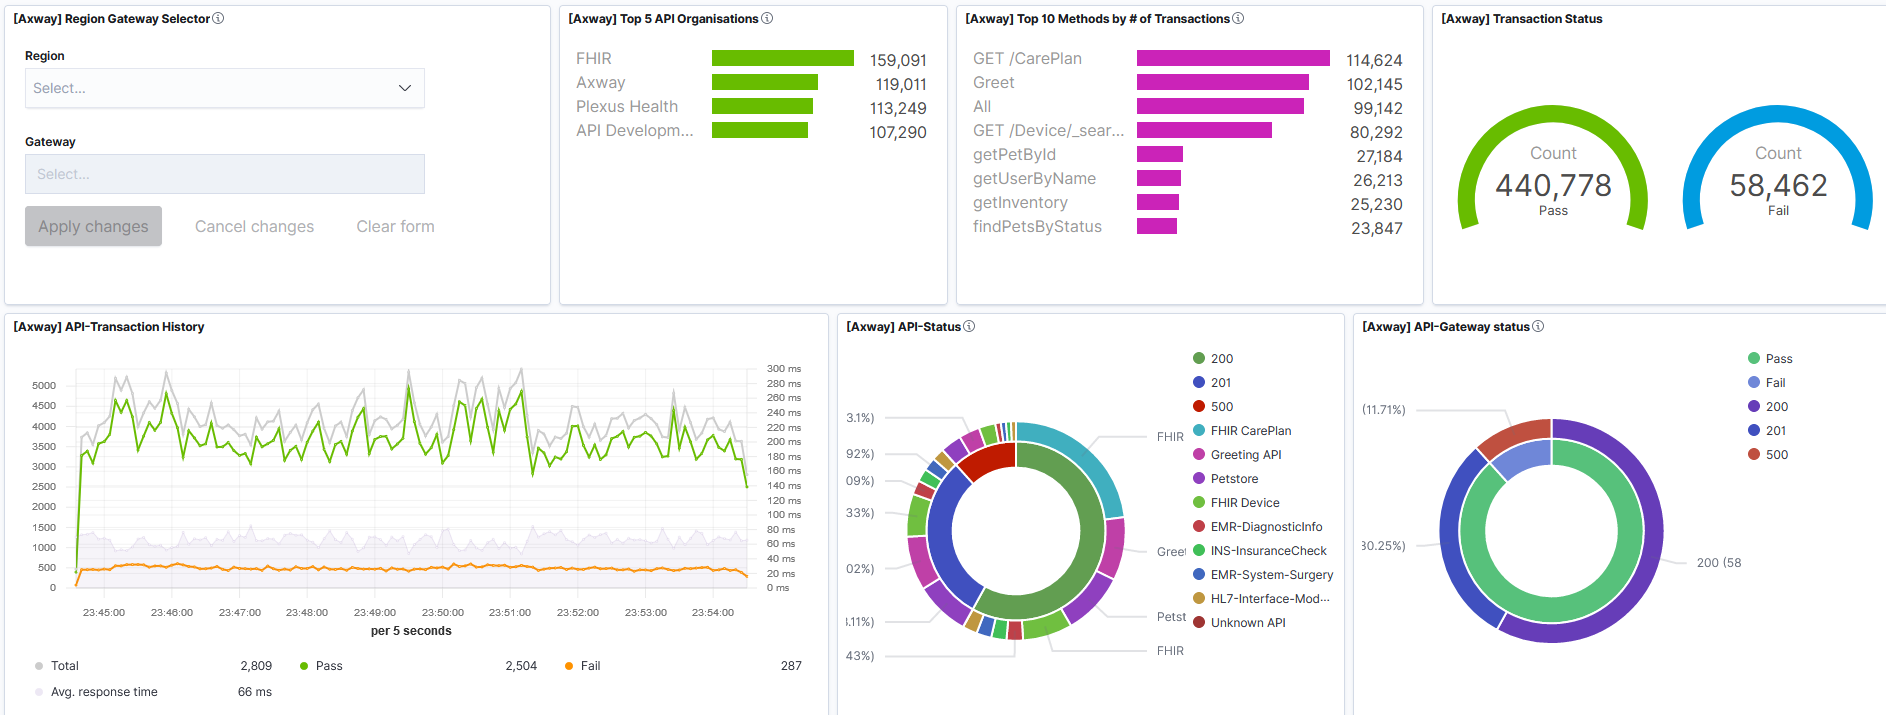 [Axway] Region Gateway Selector
Region
Select...
Gateway
Select...
Apply changes
Cancel changes
Clear form
[Axway] Top 5 API Organisations
FHIR 159,091
Axway 119,011
Plexus Health 113,249
API Developm... 107,290
[Axway] Top 10 Methods by # of Transactions
GET /CarePlan 114,624
Greet 102,145
All 99,142
GET /Device/_sear... 80,292
getPetById 27,184
getUserByName 26,213
getInventory 25,230
findPetsByStatus 23,847
[Axway] Transaction Status
Count
440,778
Pass
Count
58,462
Fail
[Axway] API-Transaction History
5000
4500
4000
3500
3000
2500
2000
1500
1000
500
0
300 ms
280 ms
260 ms
240 ms
220 ms
200 ms
180 ms
160 ms
140 ms
120 ms
100 ms
80 ms
60 ms
40 ms
20 ms
0 ms
23:45:00 23:46:00 23:47:00 23:48:00 23:49:00 23:50:00 23:51:00 23:52:00 23:53:00 23:54:00
per 5 seconds
Total 2,809
Pass 2,504
Fail 287
Avg. response time 66 ms
[Axway] API-Status
3.1%)
92%)
09%)
33%)
02%)
.11%)
43%)
FHIR
Greet
Petst
FHIR
200
201
500
FHIR CarePlan
Greeting API
Petstore
FHIR Device
EMR-DiagnosticInfo
INS-InsuranceCheck
EMR-System-Surgery
HL7-Interface-Mod...
Unknown API
[Axway] API-Gateway status
(11.71%)
30.25%)
200 (58
Pass
Fail
200
201
500